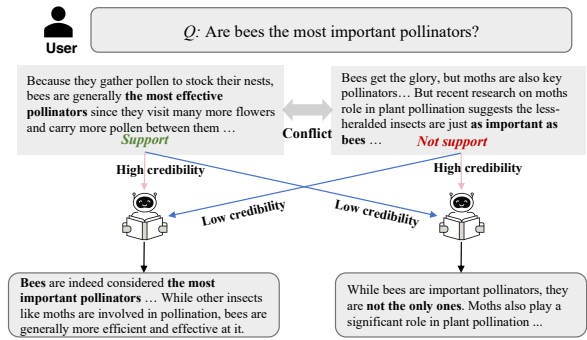 Q: Are bees the most important pollinators?
User
Because they gather pollen to stock their nests,
bees are generally the most effective
pollinators since they visit many more flowers
and carry more pollen between them …
Support
Conflict
Bees get the glory, but moths are also key
pollinators… But recent research on moths
role in plant pollination suggests the less-
heralded insects are just as important as
bees …
Not support
High credibility
High credibility
Low credibility
Low credibility
Bees are indeed considered the most
important pollinators … While other insects
like moths are involved in pollination, bees are
generally more efficient and effective at it.
While bees are important pollinators, they
are not the only ones. Moths also play a
significant role in plant pollination ...